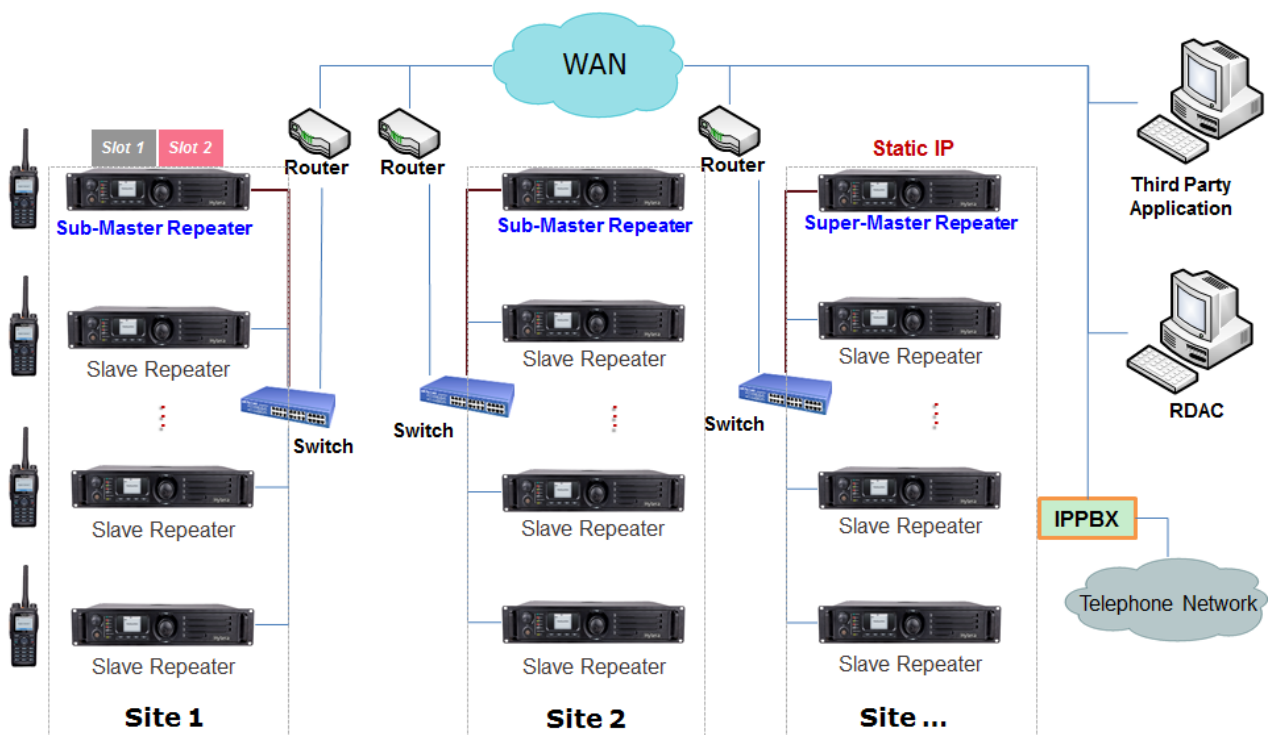 WAN
Slot 1 Slot 2
Router
Router
Router
Static IP
Third Party
Application
Sub-Master Repeater
Sub-Master Repeater
Super-Master Repeater
Slave Repeater
Slave Repeater
Slave Repeater
RDAC
Switch
Switch
Switch
Slave Repeater
Slave Repeater
Slave Repeater
IPPBX
Telephone Network
Slave Repeater
Slave Repeater
Slave Repeater
Site 1
Site 2
Site ...